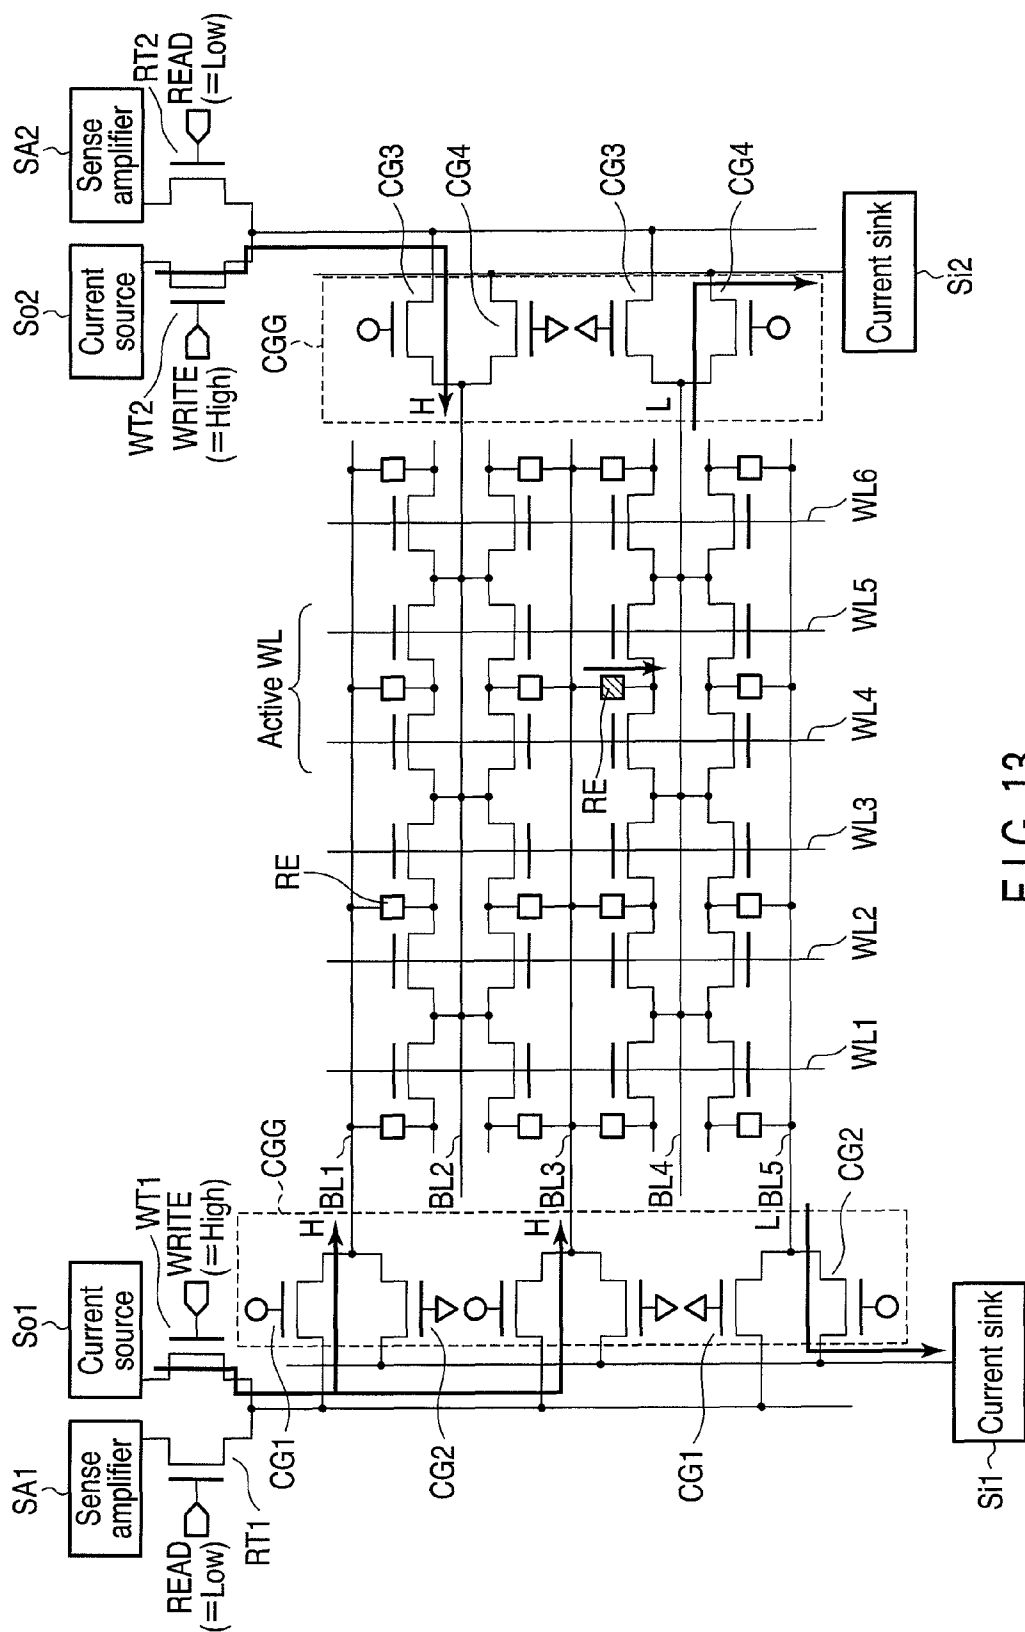 SA1
Sense
amplifier
READ
(=Low)
RT1
So1
Current
source
WT1
WRITE
(=High)
So2
Current
source
WT2
WRITE
(=High)
SA2
Sense
amplifier
RT2
READ
(=Low)
CGG
CG1
CG2
CG1
CG2
H
H
L
BL1
BL2
BL3
BL4
BL5
RE
Active WL
RE
CGG
H
L
CG3
CG4
CG3
CG4
WL1
WL2
WL3
WL4
WL5
WL6
Current sink
Si1
Current sink
Si2
FIG. 13